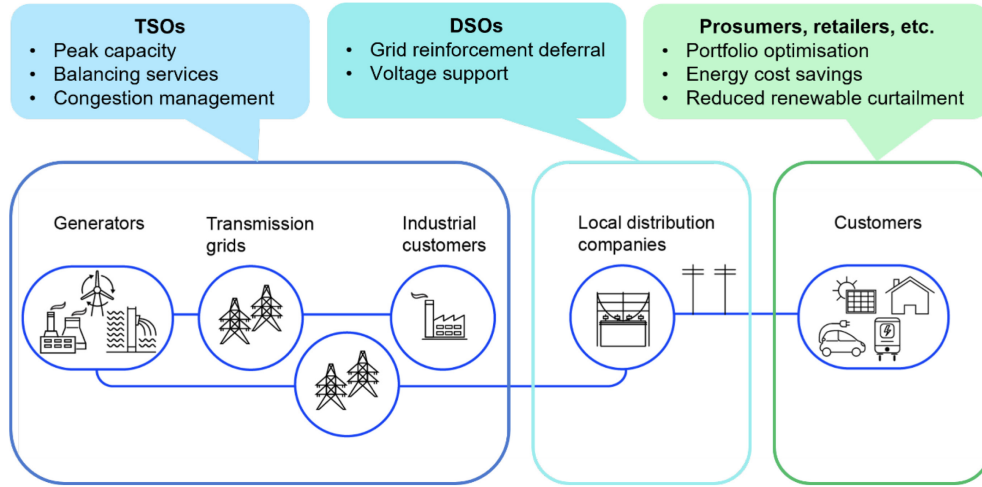 TSOs
• Peak capacity
• Balancing services
• Congestion management
DSOs
• Grid reinforcement deferral
• Voltage support
Prosumers, retailers, etc.
• Portfolio optimisation
• Energy cost savings
• Reduced renewable curtailment
Generators
Transmission
grids
Industrial
customers
Local distribution
companies
Customers